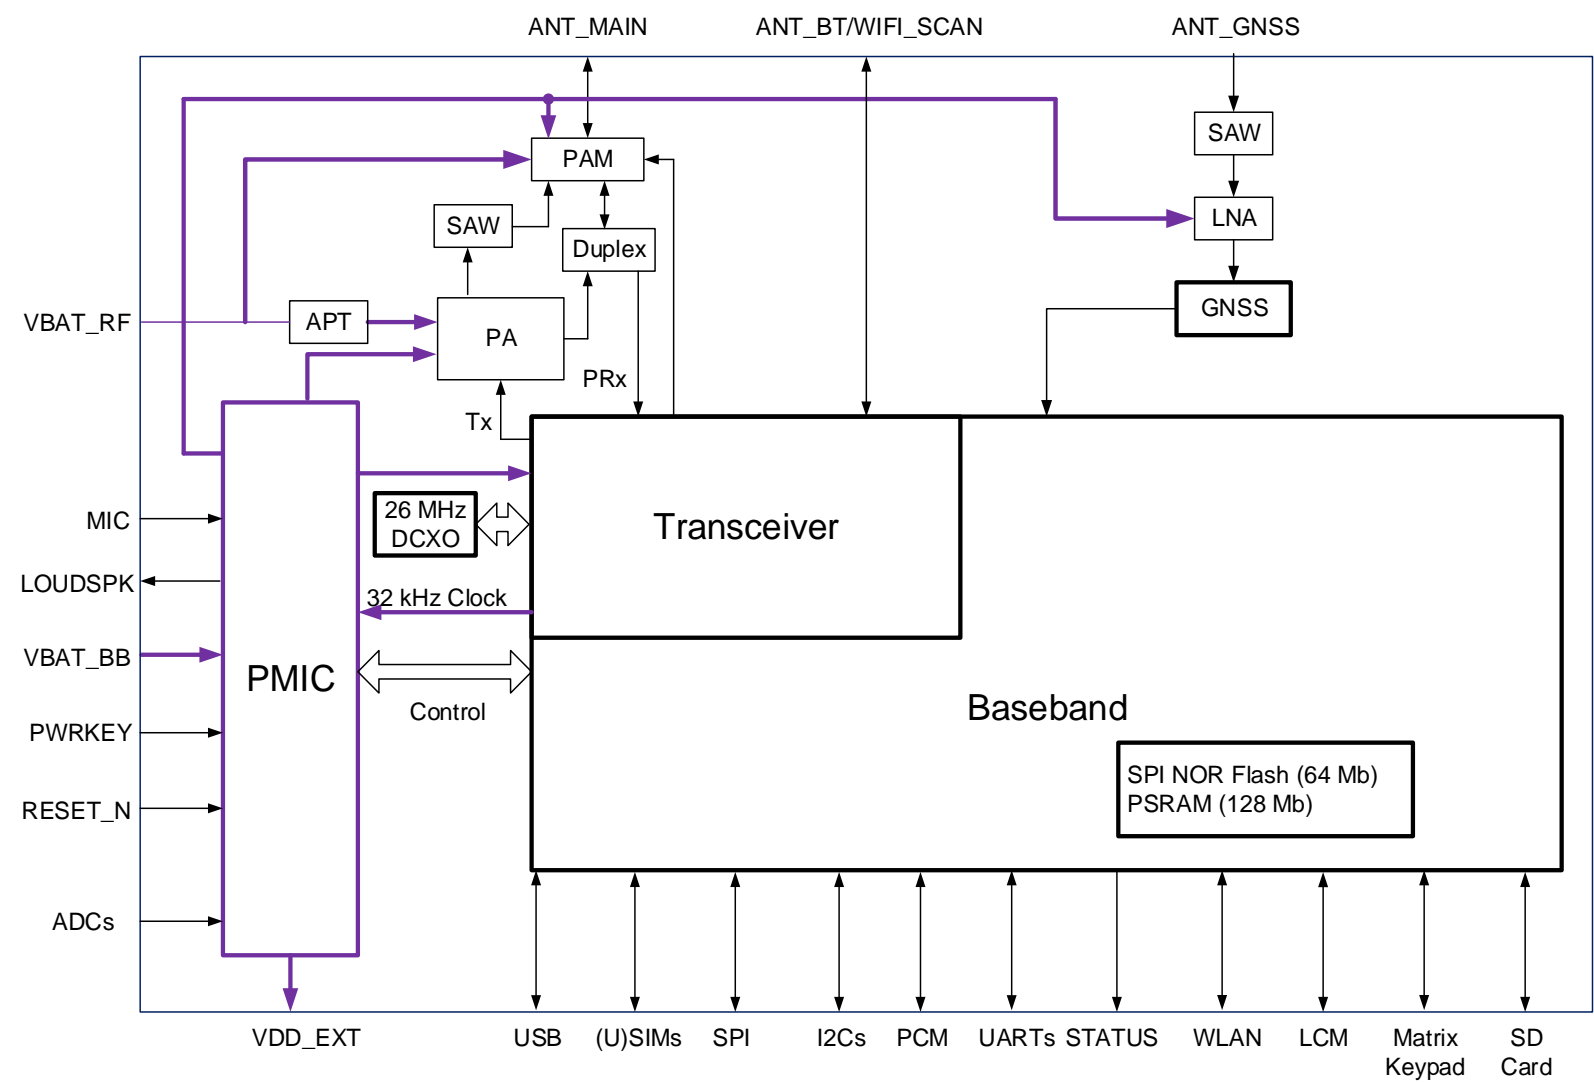 ANT_MAIN
ANT_BT/WIFI_SCAN
ANT_GNSS
SAW
PAM
LNA
SAW
Duplex
GNSS
VBAT_RF
APT
PA
PRx
Tx
26 MHz
DCXO
Transceiver
MIC
LOUDSPK
32 kHz Clock
VBAT_BB
PMIC
Control
Baseband
PWRKEY
SPI NOR Flash (64 Mb)
PSRAM (128 Mb)
RESET_N
ADCs
VDD_EXT
USB
(U)SIMs
SPI
I2Cs
PCM
UARTs
STATUS
WLAN
LCM
Matrix
Keypad
SD
Card